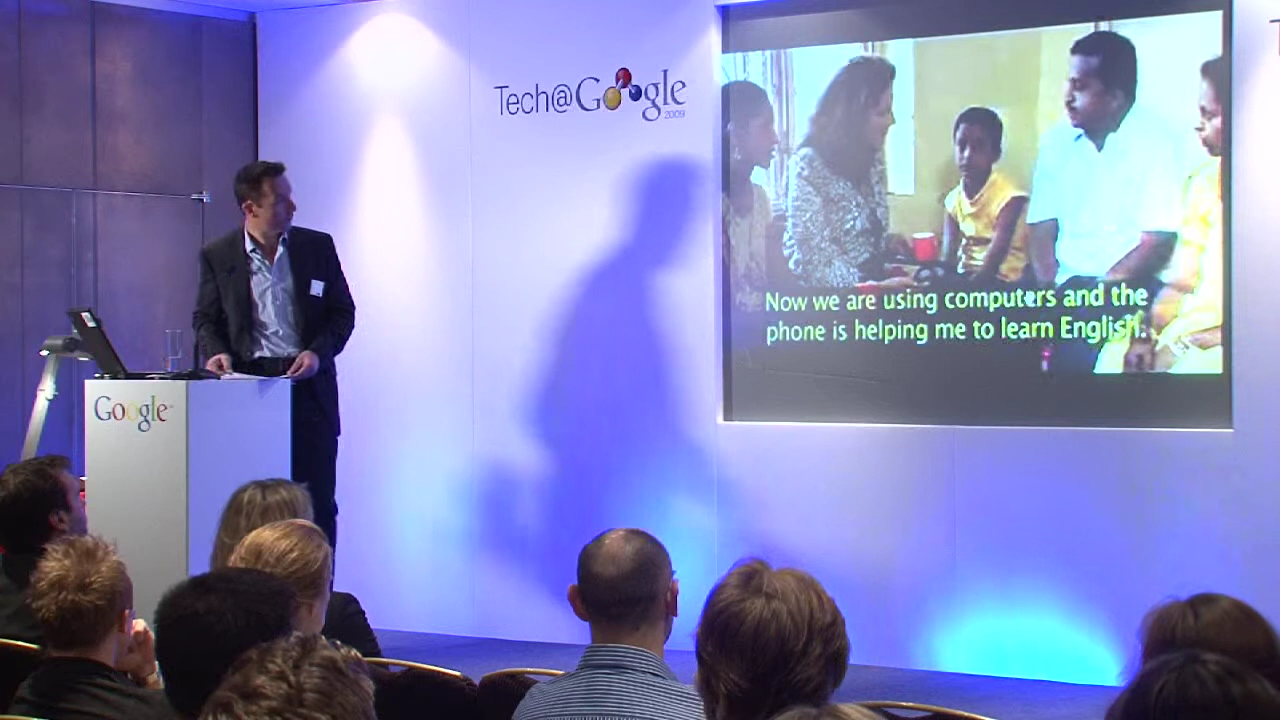 Tech@Google
2009
Now we are using computers and the
phone is helping me to learn English.
Google